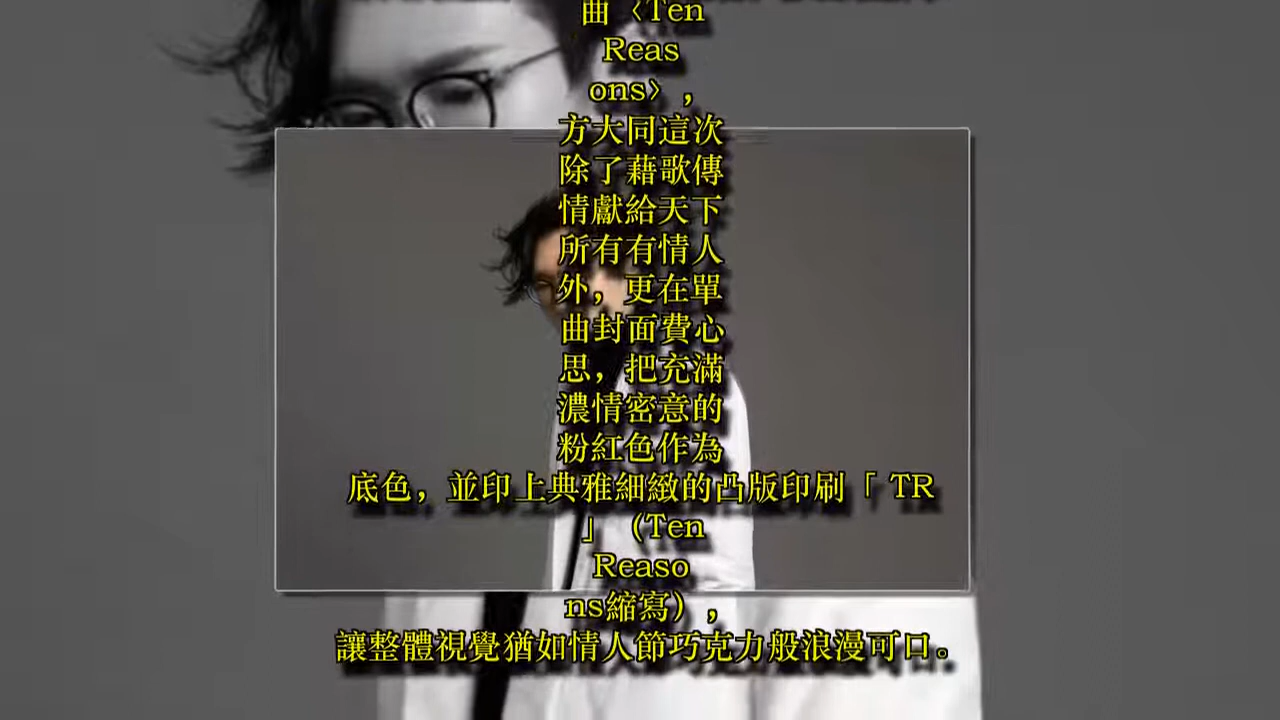 曲〈Ten
Reas
ons〉，
方大同這次
除了藉歌傳
情獻給天下
所有有情人
外，更在單
曲封面費心
思，把充滿
濃情密意的
粉紅色作為
底色，並印上典雅細緻的凸版印刷「 TR
」（Ten
Reaso
ns縮寫），
讓整體視覺猶如情人節巧克力般浪漫可口。